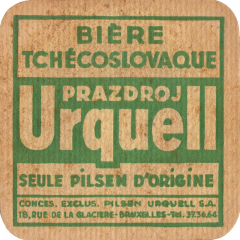 BIÈRE
TCHÉCOSLOVAQUE
PRAZDROJ
Urquell
SEULE PILSEN D'ORIGINE
CONCES. EXCLUS. PILSEN URQUELL S.A.
18, RUE DE LA GLACIÈRE-BRUXELLES-Tél. 37.36.66